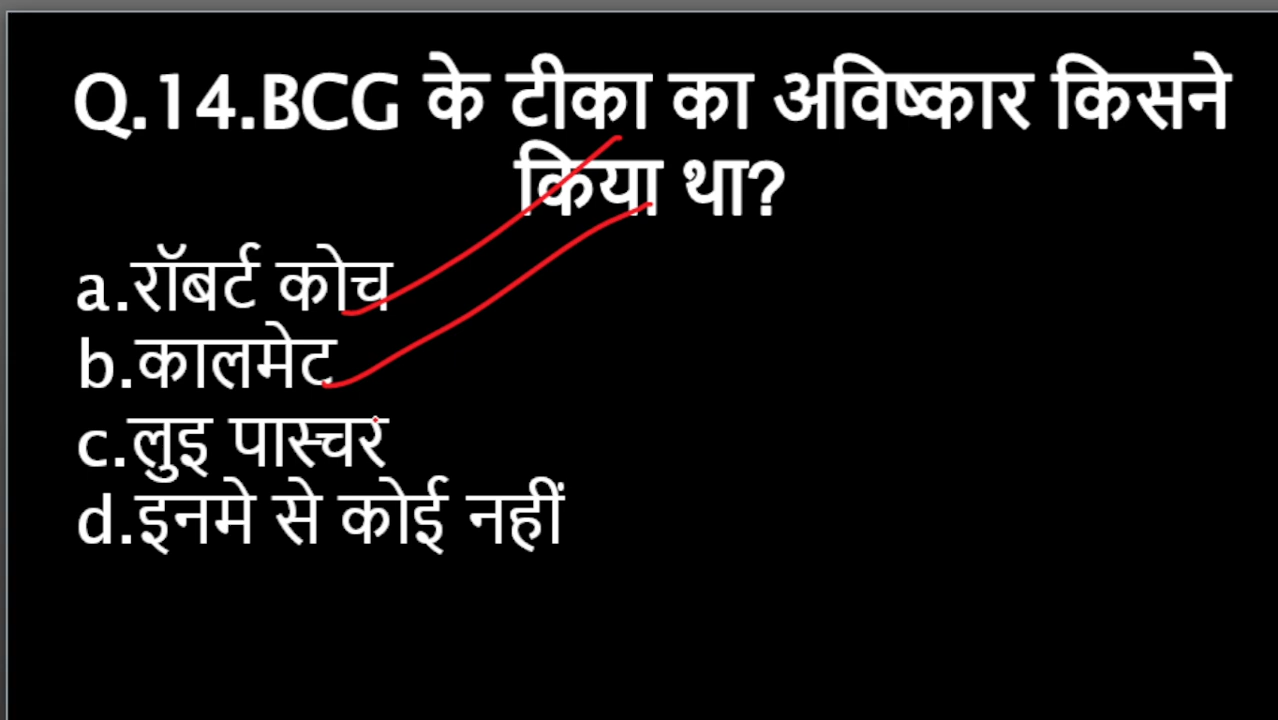 Q.14.BCG के टीका का अविष्कार किसने
किया था?
a.रॉबर्ट कोच
b.कालमेट
c.लुइ पास्चर
d.इनमे से कोई नहीं